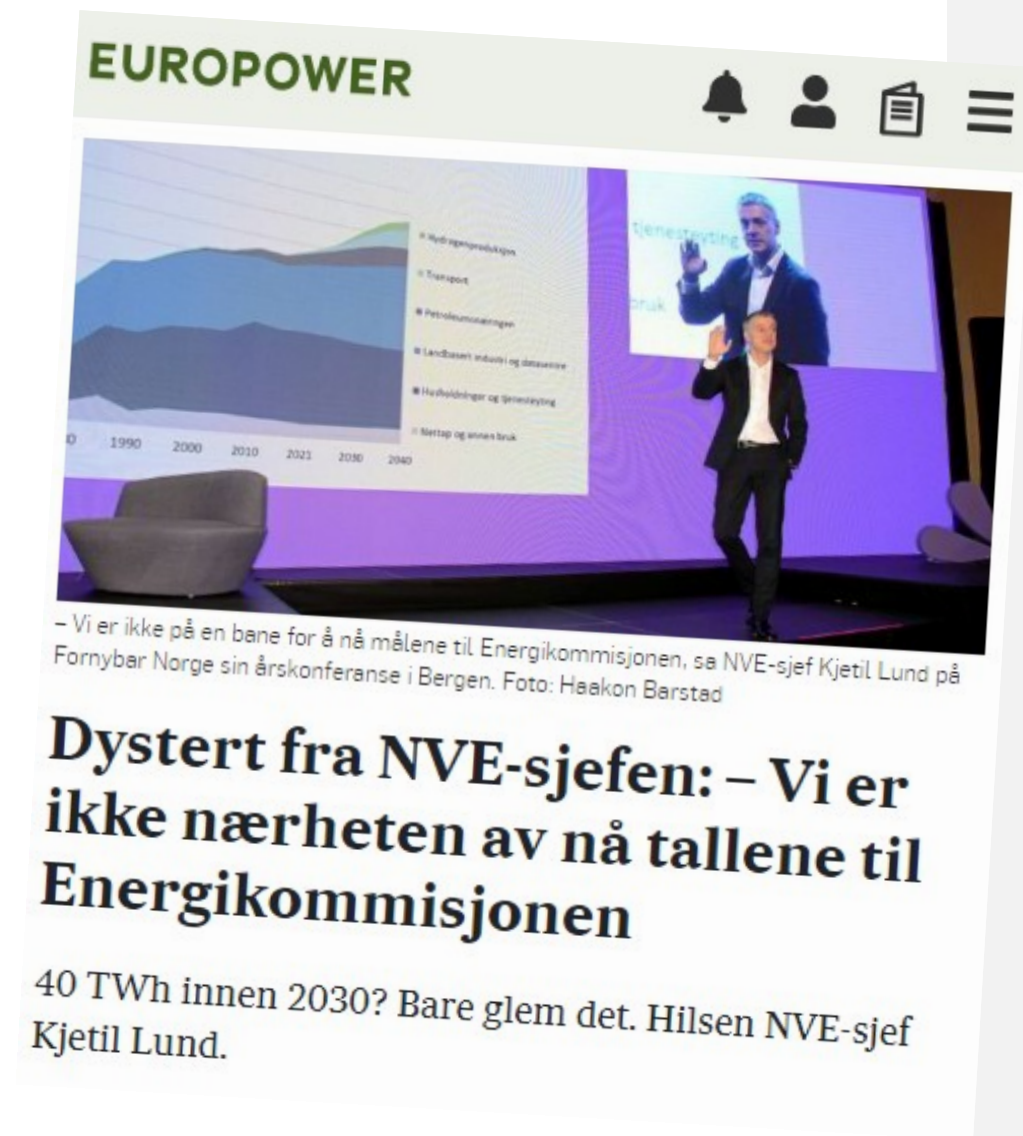 EUROPOWER
tjenesteyting
bruk
Hydrogenproduksjon
Transport
Petroleumsnæringen
Landbasert industri og datasentre
Husholdninger og tjenesteyting
Nettap og annen bruk
0 1990 2000 2010 2021 2030 2040
– Vi er ikke på en bane for å nå målene til Energikommisjonen, sa NVE-sjef Kjetil Lund på
Fornybar Norge sin årskonferanse i Bergen. Foto: Haakon Barstad
Dystert fra NVE-sjefen: – Vi er
ikke nærheten av nå tallene til
Energikommisjonen
40 TWh innen 2030? Bare glem det. Hilsen NVE-sjef
Kjetil Lund.